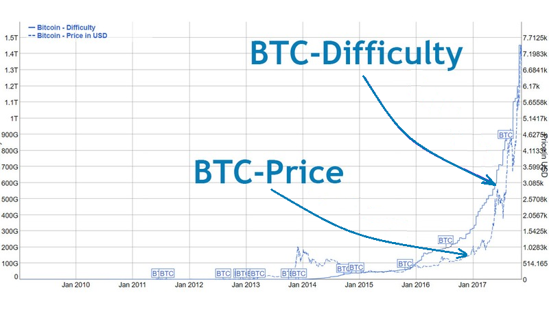 Bitcoin - Difficulty
Bitcoin - Price in USD
BTC-Difficulty
BTC-Price
1.5T
1.4T
1.3T
1.2T
1.1T
1T
900G
800G
700G
600G
500G
400G
300G
200G
100G
0
7.7125k
7.1983k
6.6842k
6.17k
5.6558k
5.1417k
4.6275k
4.1133k
3.5992k
3.085k
2.5708k
2.0567k
1.5425k
1.0283k
514.165
0
Price in USD
BTC
BTC
BTC
BTC
BTC
BTC
BTC
BTC
BTC
Jan 2010
Jan 2011
Jan 2012
Jan 2013
Jan 2014
Jan 2015
Jan 2016
Jan 2017